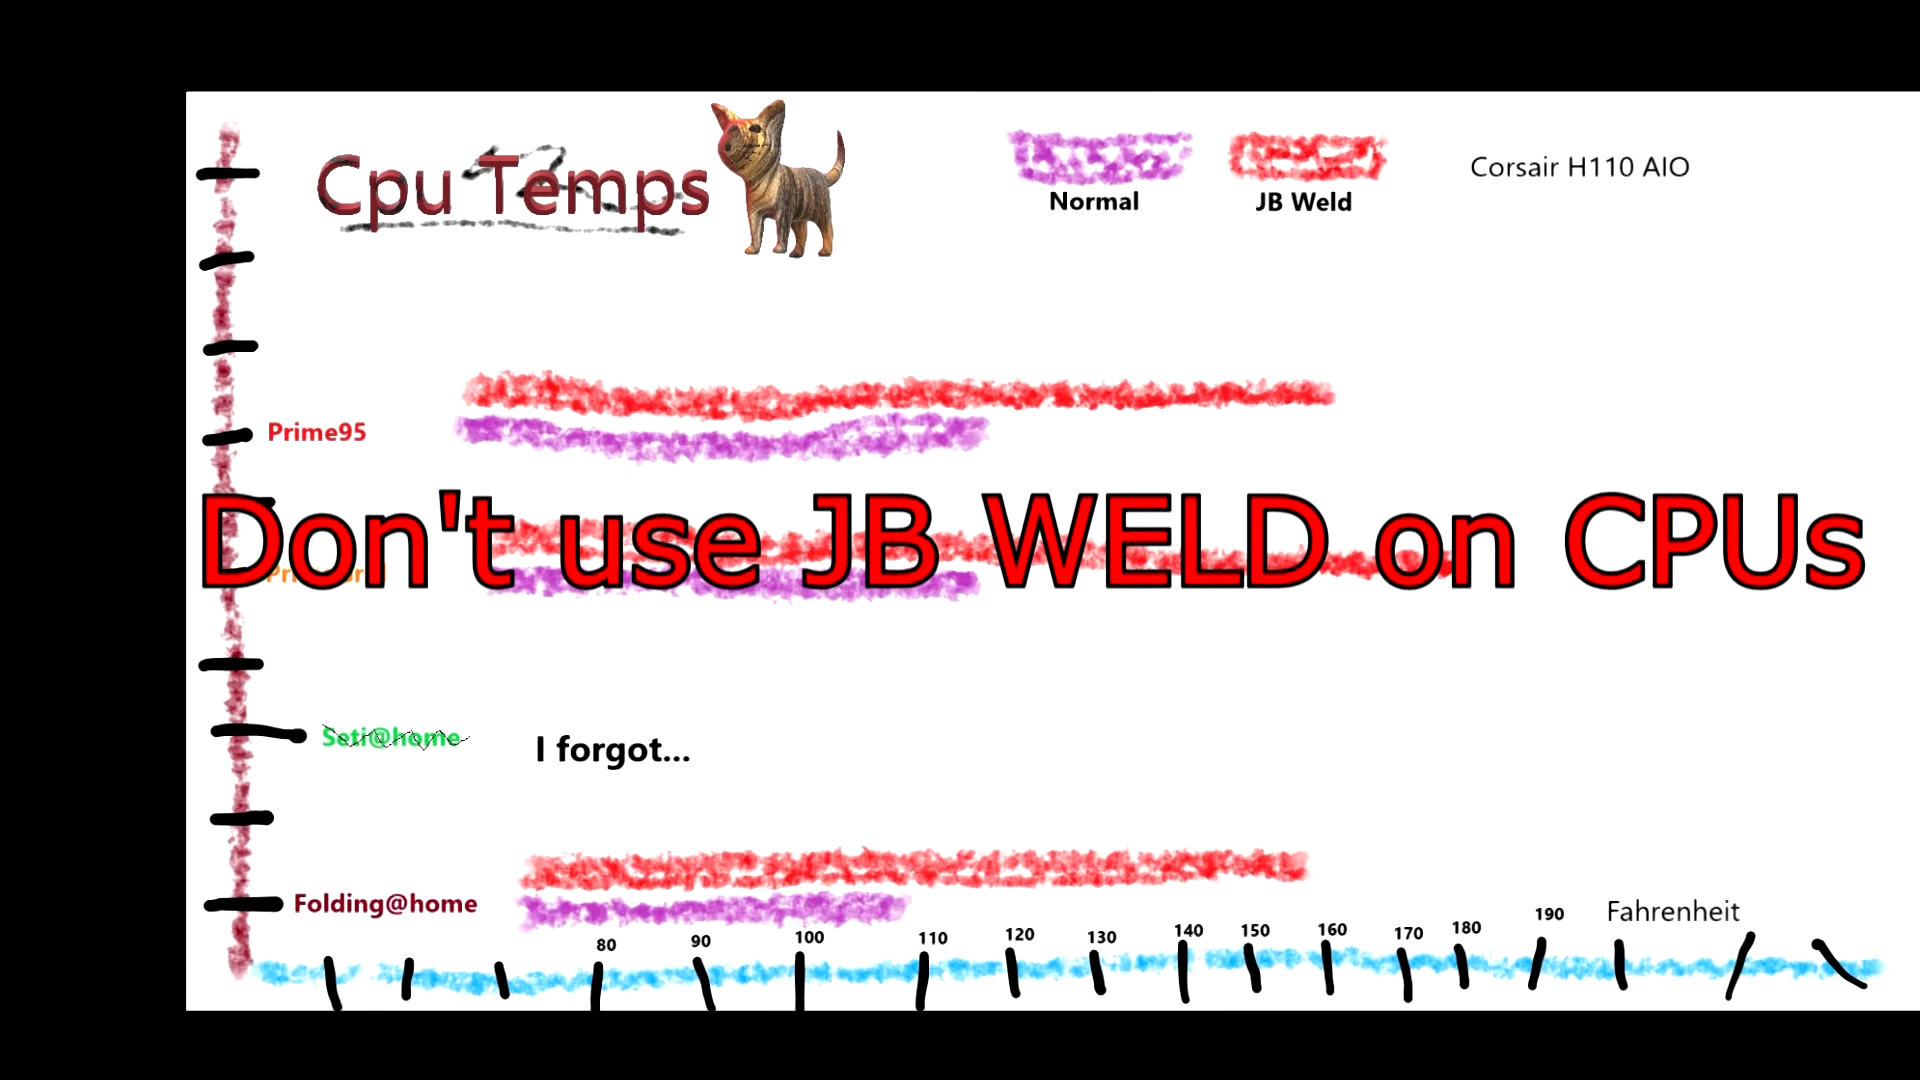 Cpu Temps
Normal
JB Weld
Corsair H110 AIO
Prime95
Don't use JB WELD on CPUs
Seti@home
I forgot...
Folding@home
Fahrenheit
80 90 100 110 120 130 140 150 160 170 180 190